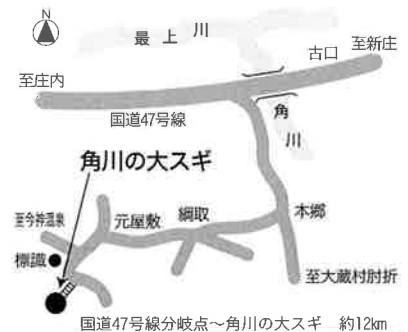 N
最上川
古口
至新庄
至庄内
国道47号線
角川
角川の大スギ
至今神温泉
元屋敷
綱取
本郷
標識
至大蔵村肘折
国道47号線分岐点～角川の大スギ 約12km